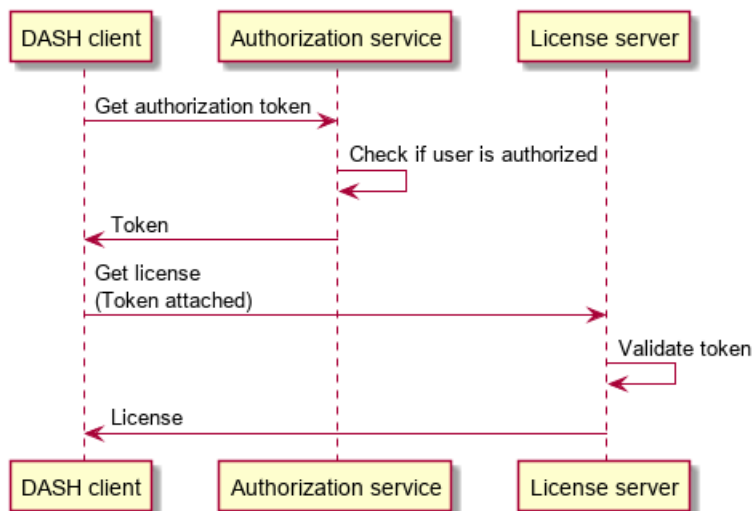 DASH client
Authorization service
License server
Get authorization token
Check if user is authorized
Token
Get license
(Token attached)
Validate token
License
DASH client
Authorization service
License server